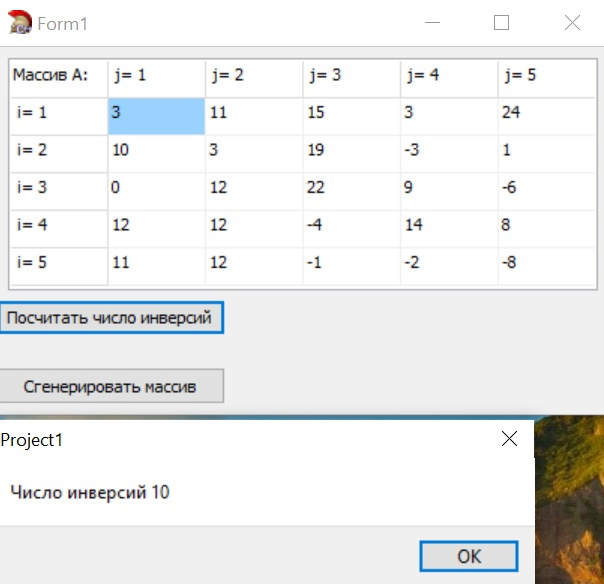 Form1
Массив A: j= 1 j= 2 j= 3 j= 4 j= 5
i= 1 3 11 15 3 24
i= 2 10 3 19 -3 1
i= 3 0 12 22 9 -6
i= 4 12 12 -4 14 8
i= 5 11 12 -1 -2 -8
Посчитать число инверсий
Сгенерировать массив
Project1
Число инверсий 10
OK